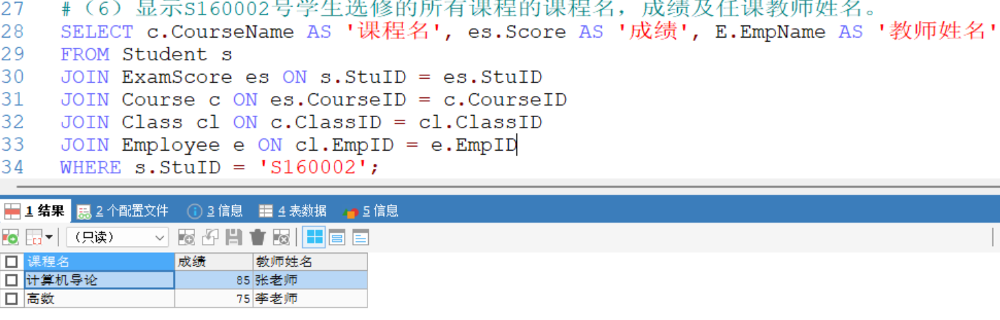 27 #（6）显示S160002号学生选修的所有课程的课程名，成绩及任课教师姓名。
28 SELECT c.CourseName AS '课程名', es.Score AS '成绩', E.EmpName AS '教师姓名'
29 FROM Student s
30 JOIN ExamScore es ON s.StuID = es.StuID
31 JOIN Course c ON es.CourseID = c.CourseID
32 JOIN Class cl ON c.ClassID = cl.ClassID
33 JOIN Employee e ON cl.EmpID = e.EmpID
34 WHERE s.StuID = 'S160002';
1 结果 2 个配置文件 3 信息 4 表数据 5 信息
（只读）
课程名 成绩 教师姓名
计算机导论 85 张老师
高数 75 李老师